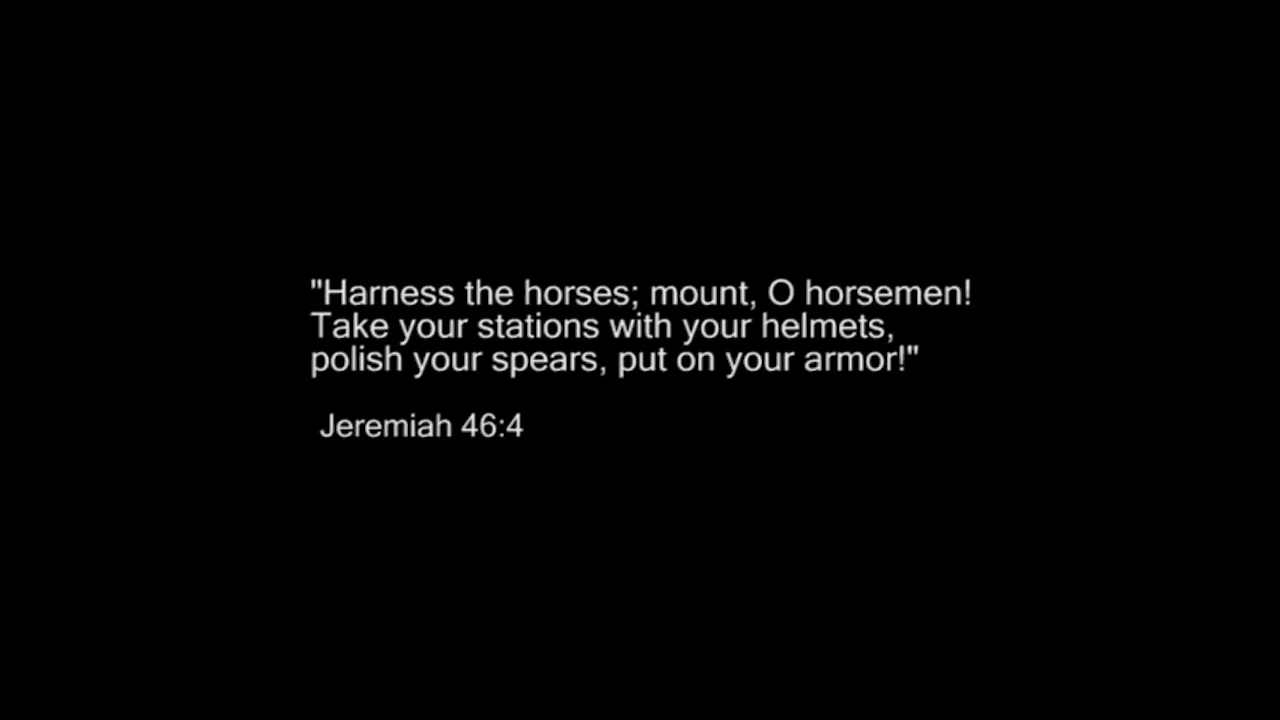 "Harness the horses; mount, O horsemen!
Take your stations with your helmets,
polish your spears, put on your armor!"
Jeremiah 46:4